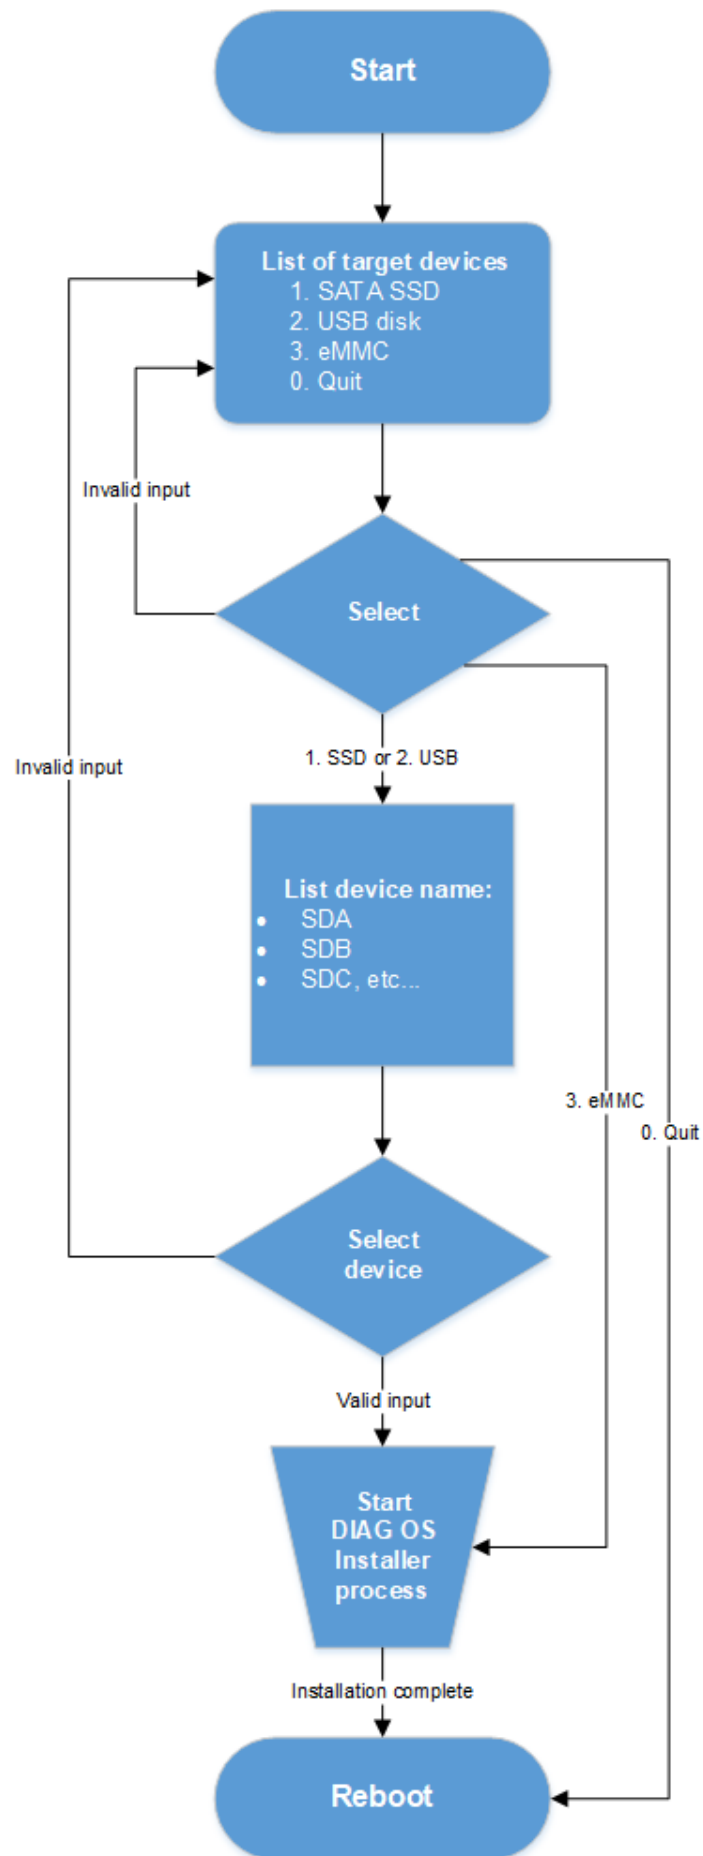 Start
List of target devices
1. SATA SSD
2. USB disk
3. eMMC
0. Quit
Invalid input
Select
1. SSD or 2. USB
Invalid input
List device name:
• SDA
• SDB
• SDC, etc...
3. eMMC
0. Quit
Select
device
Valid input
Start
DIAG OS
Installer
process
Installation complete
Reboot